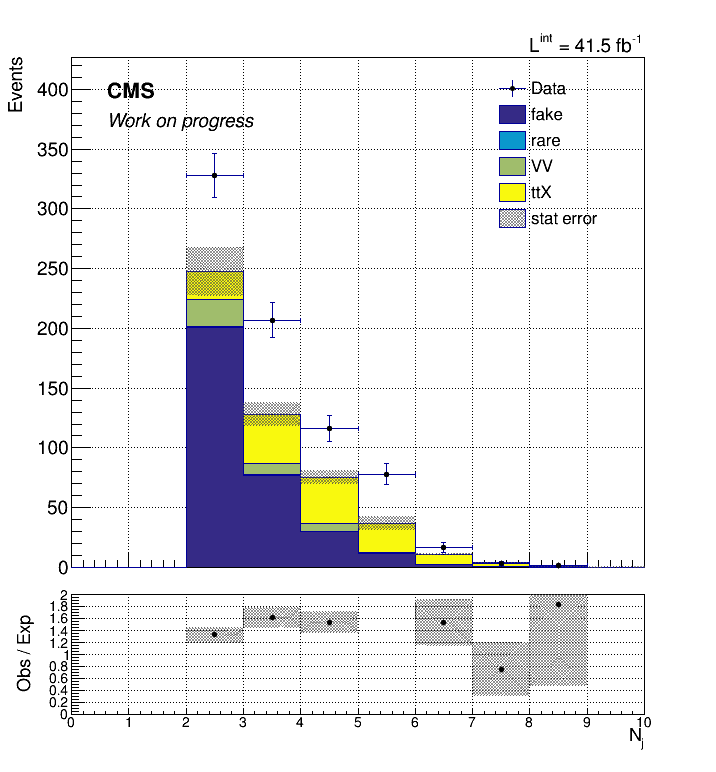 L^int = 41.5 fb^-1
Events
CMS
Work on progress
Data
fake
rare
VV
ttX
stat error
400
350
300
250
200
150
100
50
0
Obs / Exp
2
1.8
1.6
1.4
1.2
1
0.8
0.6
0.4
0.2
0
0 1 2 3 4 5 6 7 8 9 10
N_j